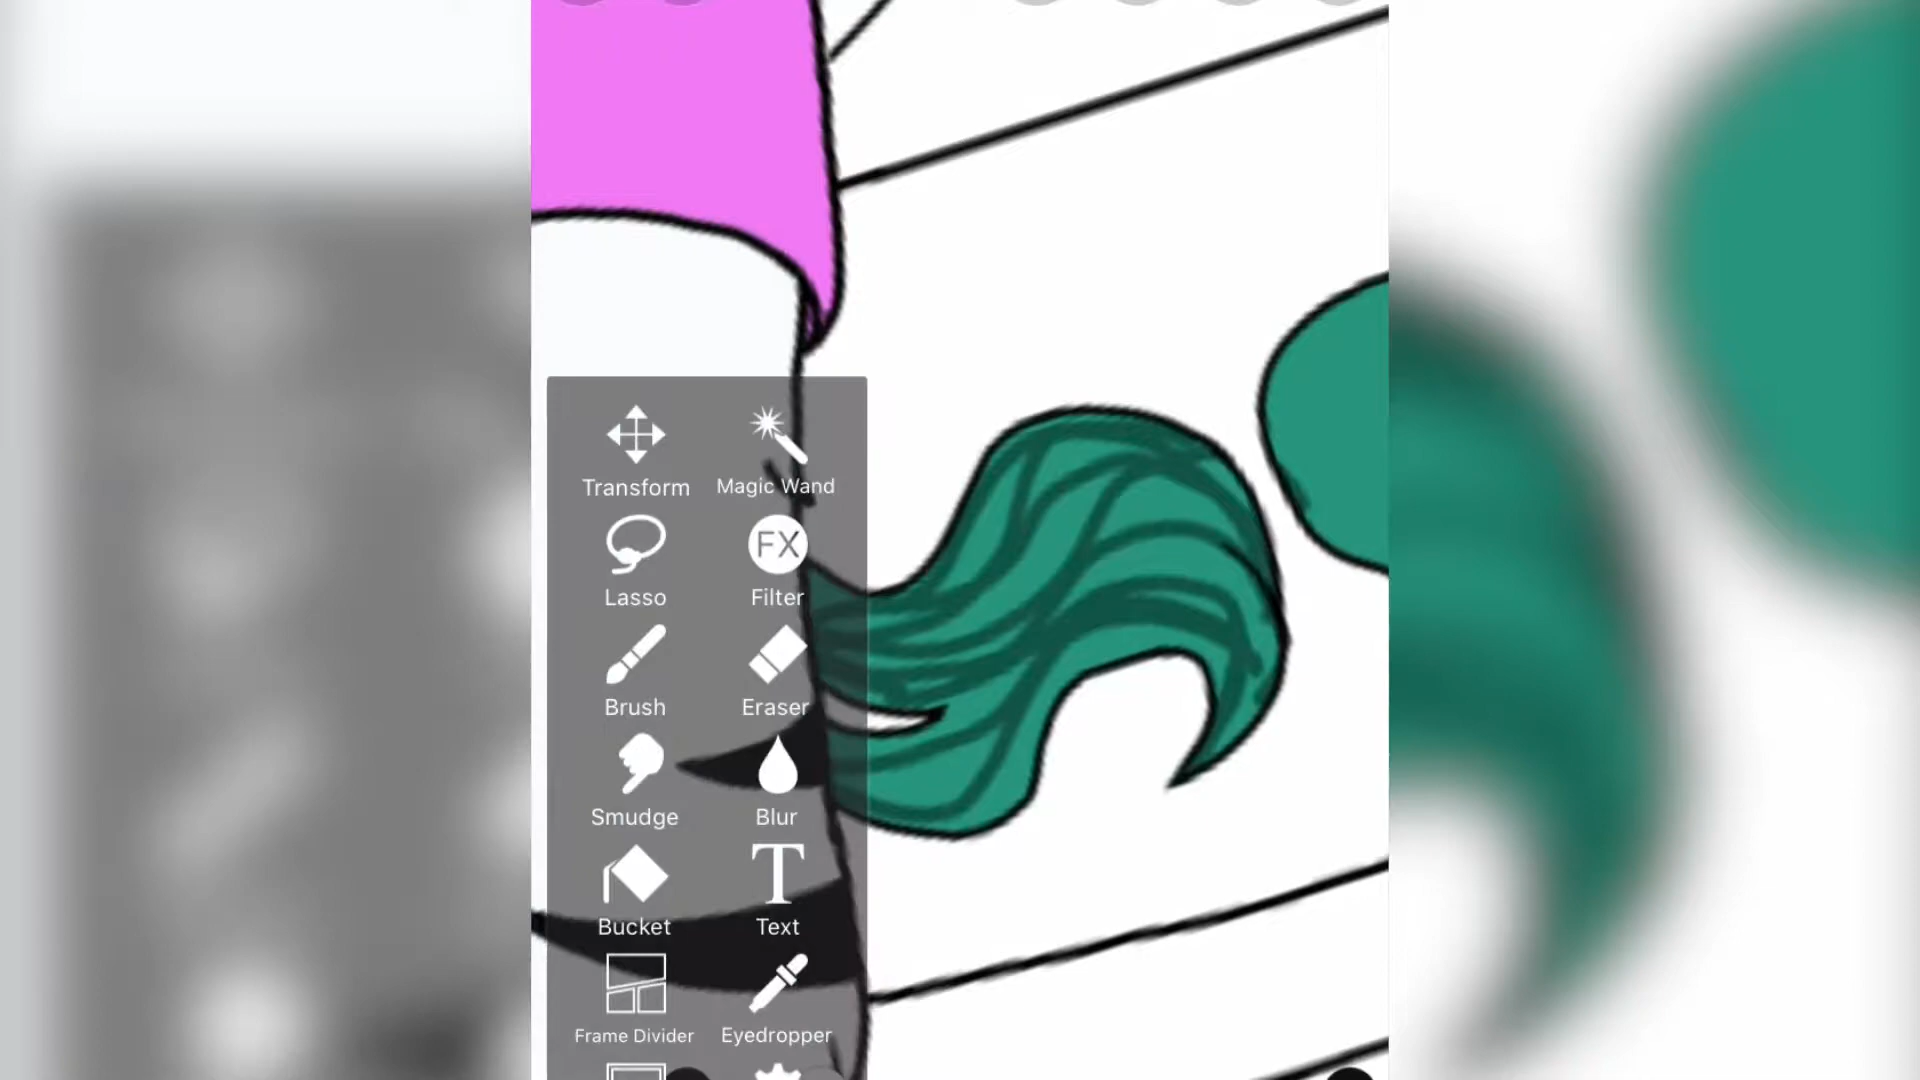 Transform Magic Wand
Lasso Filter
FX
Brush Eraser
Smudge Blur
T
Bucket Text
Frame Divider Eyedropper